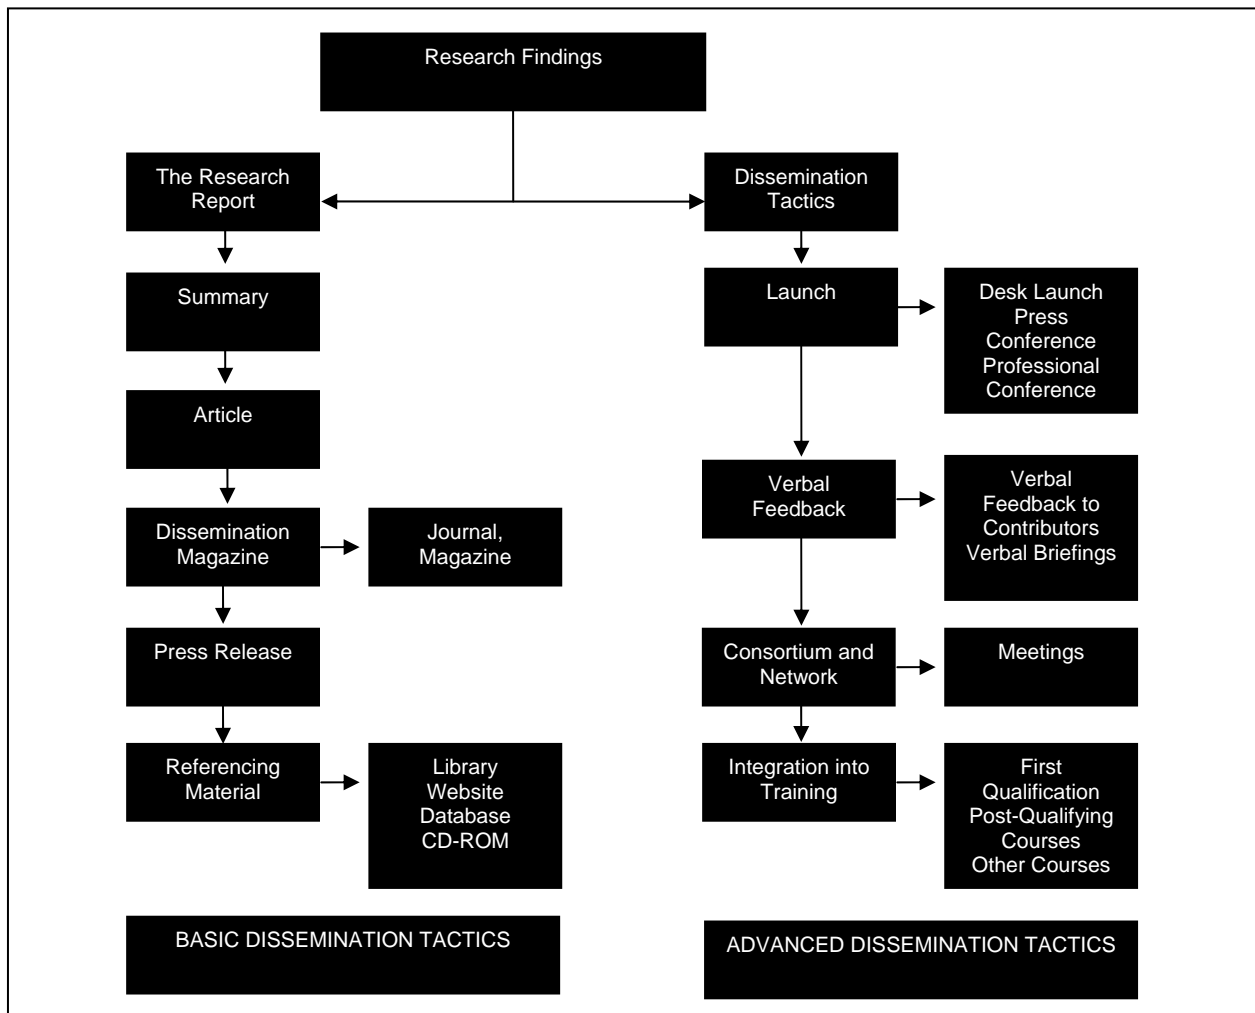 Research Findings
The Research
Report
Summary
Article
Dissemination
Magazine
Journal,
Magazine
Press Release
Referencing
Material
Library
Website
Database
CD-ROM
BASIC DISSEMINATION TACTICS
Dissemination
Tactics
Launch
Desk Launch
Press
Conference
Professional
Conference
Verbal
Feedback
Verbal
Feedback to
Contributors
Verbal Briefings
Consortium and
Network
Meetings
Integration into
Training
First
Qualification
Post-Qualifying
Courses
Other Courses
ADVANCED DISSEMINATION TACTICS